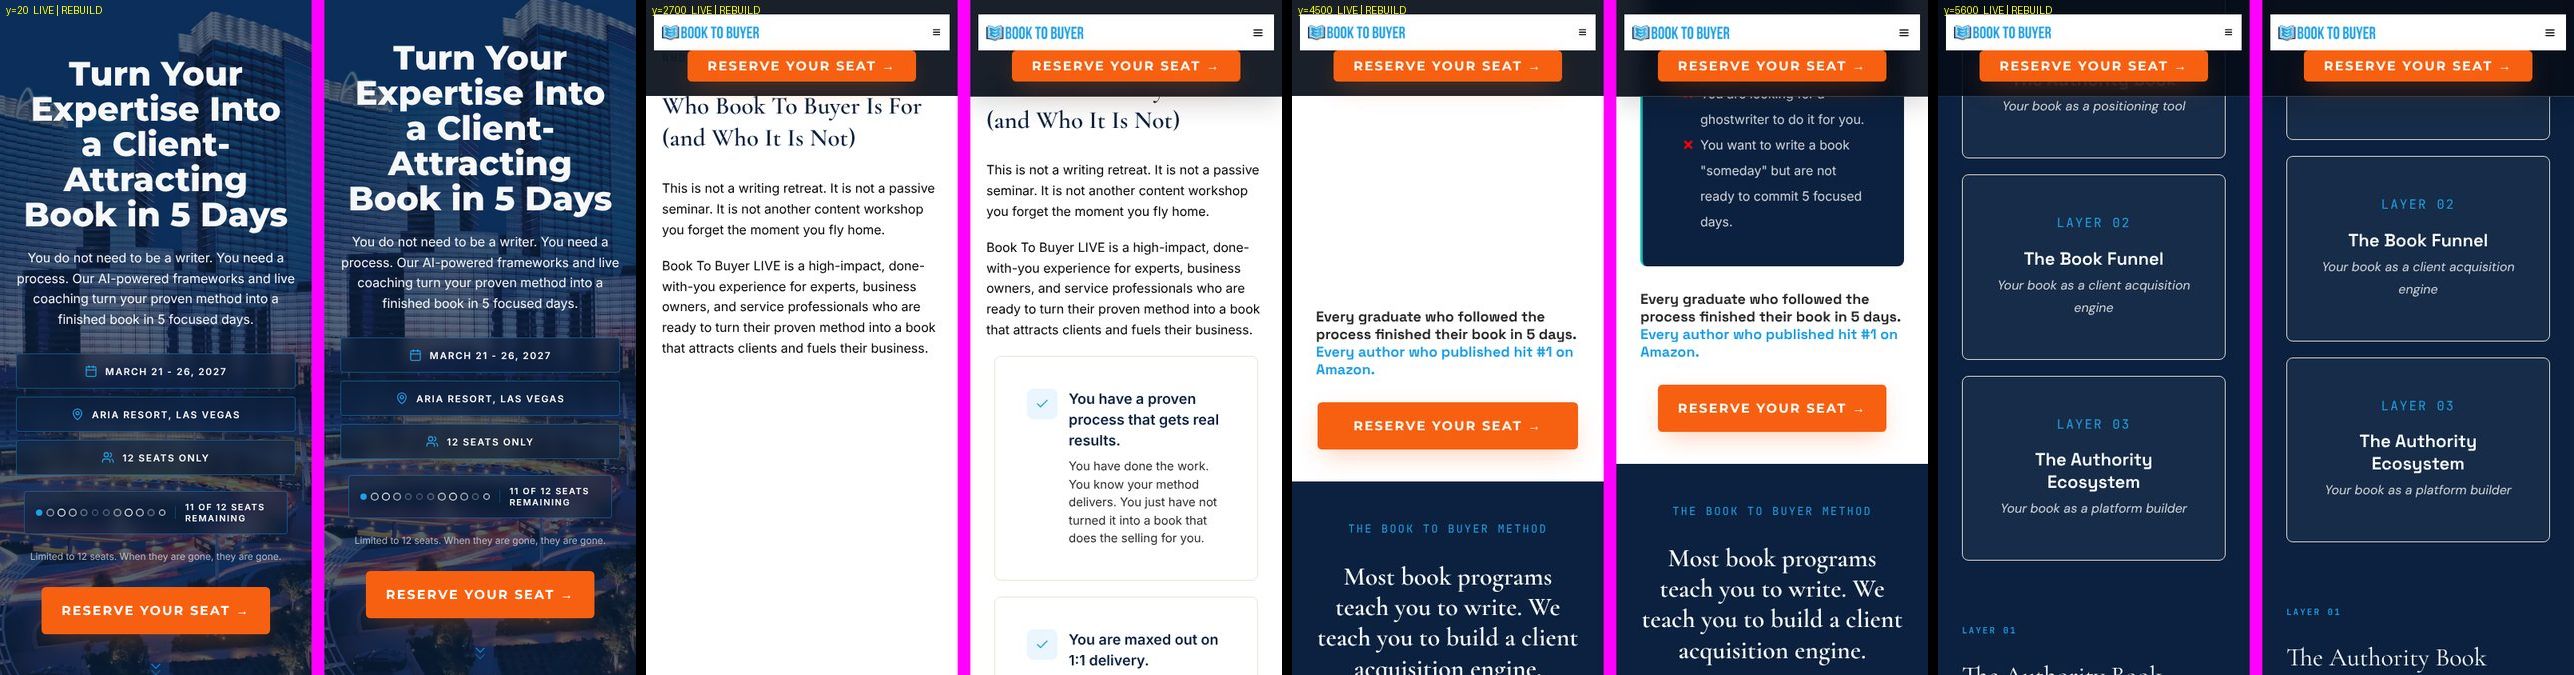 y=20 LIVE | REBUILD
Turn Your
Expertise Into
a Client-
Attracting
Book in 5 Days
You do not need to be a writer. You need a
process. Our AI-powered frameworks and live
coaching turn your proven method into a
finished book in 5 focused days.
MARCH 21 - 26, 2027
ARIA RESORT, LAS VEGAS
12 SEATS ONLY
11 OF 12 SEATS
REMAINING
Limited to 12 seats. When they are gone, they are gone.
RESERVE YOUR SEAT →
Turn Your
Expertise Into
a Client-
Attracting
Book in 5 Days
You do not need to be a writer. You need a
process. Our AI-powered frameworks and live
coaching turn your proven method into a
finished book in 5 focused days.
MARCH 21 - 26, 2027
ARIA RESORT, LAS VEGAS
12 SEATS ONLY
11 OF 12 SEATS
REMAINING
Limited to 12 seats. When they are gone, they are gone.
RESERVE YOUR SEAT →
y=2700 LIVE | REBUILD
BOOK TO BUYER
RESERVE YOUR SEAT →
Who Book To Buyer Is For
(and Who It Is Not)
This is not a writing retreat. It is not a passive
seminar. It is not another content workshop
you forget the moment you fly home.
Book To Buyer LIVE is a high-impact, done-
with-you experience for experts, business
owners, and service professionals who are
ready to turn their proven method into a book
that attracts clients and fuels their business.
BOOK TO BUYER
RESERVE YOUR SEAT →
(and Who It Is Not)
This is not a writing retreat. It is not a passive
seminar. It is not another content workshop
you forget the moment you fly home.
Book To Buyer LIVE is a high-impact, done-
with-you experience for experts, business
owners, and service professionals who are
ready to turn their proven method into a book
that attracts clients and fuels their business.
You have a proven
process that gets real
results.
You have done the work.
You know your method
delivers. You just have not
turned it into a book that
does the selling for you.
You are maxed out on
1:1 delivery.
y=4500 LIVE | REBUILD
BOOK TO BUYER
RESERVE YOUR SEAT →
Every graduate who followed the
process finished their book in 5 days.
Every author who published hit #1 on
Amazon.
RESERVE YOUR SEAT →
THE BOOK TO BUYER METHOD
Most book programs
teach you to write. We
teach you to build a client
acquisition engine.
BOOK TO BUYER
RESERVE YOUR SEAT →
You are looking for a
ghostwriter to do it for you.
You want to write a book
"someday" but are not
ready to commit 5 focused
days.
Every graduate who followed the
process finished their book in 5 days.
Every author who published hit #1 on
Amazon.
RESERVE YOUR SEAT →
THE BOOK TO BUYER METHOD
Most book programs
teach you to write. We
teach you to build a client
acquisition engine.
y=5600 LIVE | REBUILD
BOOK TO BUYER
RESERVE YOUR SEAT →
The Authority Book
Your book as a positioning tool
LAYER 02
The Book Funnel
Your book as a client acquisition
engine
LAYER 03
The Authority
Ecosystem
Your book as a platform builder
LAYER 01
The Authority Book
BOOK TO BUYER
RESERVE YOUR SEAT →
LAYER 02
The Book Funnel
Your book as a client acquisition
engine
LAYER 03
The Authority
Ecosystem
Your book as a platform builder
LAYER 01
The Authority Book